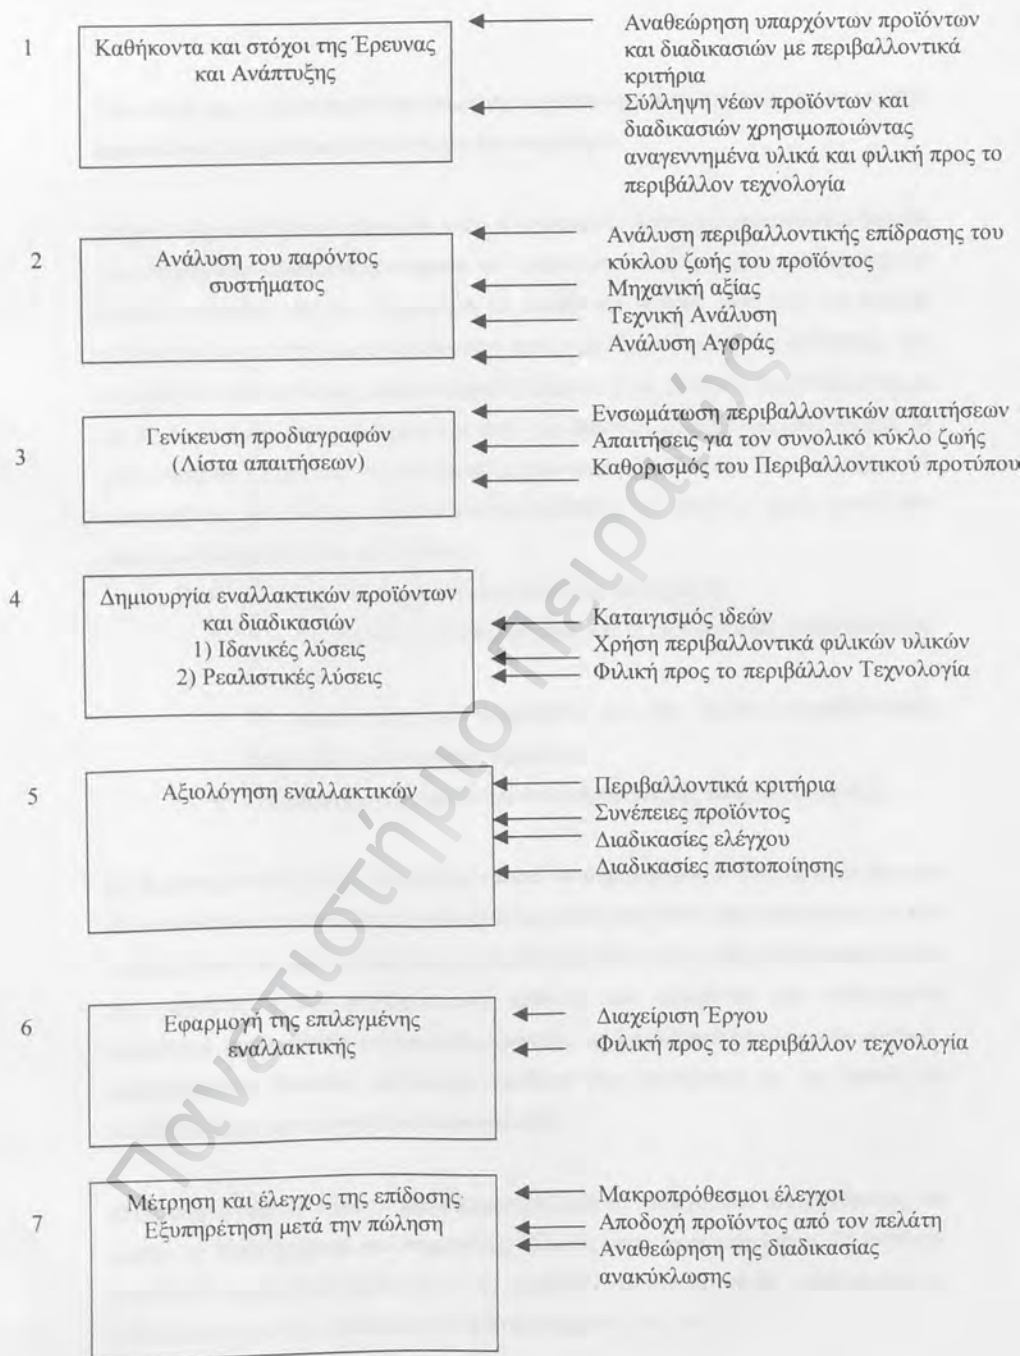 1
Καθήκοντα και στόχοι της Έρευνας
και Ανάπτυξης
Αναθεώρηση υπαρχόντων προϊόντων
και διαδικασιών με περιβαλλοντικά
κριτήρια
Σύλληψη νέων προϊόντων και
διαδικασιών χρησιμοποιώντας
αναγεννημένα υλικά και φιλική προς το
περιβάλλον τεχνολογία
2
Ανάλυση του παρόντος
συστήματος
Ανάλυση περιβαλλοντικής επίδρασης του
κύκλου ζωής του προϊόντος
Μηχανική αξίας
Τεχνική Ανάλυση
Ανάλυση Αγοράς
3
Γενίκευση προδιαγραφών
(Λίστα απαιτήσεων)
Ενσωμάτωση περιβαλλοντικών απαιτήσεων
Απαιτήσεις για τον συνολικό κύκλο ζωής
Καθορισμός του Περιβαλλοντικού προτύπου
4
Δημιουργία εναλλακτικών προϊόντων
και διαδικασιών
1) Ιδανικές λύσεις
2) Ρεαλιστικές λύσεις
Καταιγισμός ιδεών
Χρήση περιβαλλοντικά φιλικών υλικών
Φιλική προς το περιβάλλον Τεχνολογία
5
Αξιολόγηση εναλλακτικών
Περιβαλλοντικά κριτήρια
Συνέπειες προϊόντος
Διαδικασίες ελέγχου
Διαδικασίες πιστοποίησης
6
Εφαρμογή της επιλεγμένης
εναλλακτικής
Διαχείριση Έργου
Φιλική προς το περιβάλλον τεχνολογία
7
Μέτρηση και έλεγχος της επίδοσης
Εξυπηρέτηση μετά την πώληση
Μακροπρόθεσμοι έλεγχοι
Αποδοχή προϊόντος από τον πελάτη
Αναθεώρηση της διαδικασίας
ανακύκλωσης
Πανεπιστήμιο Πειραιώς